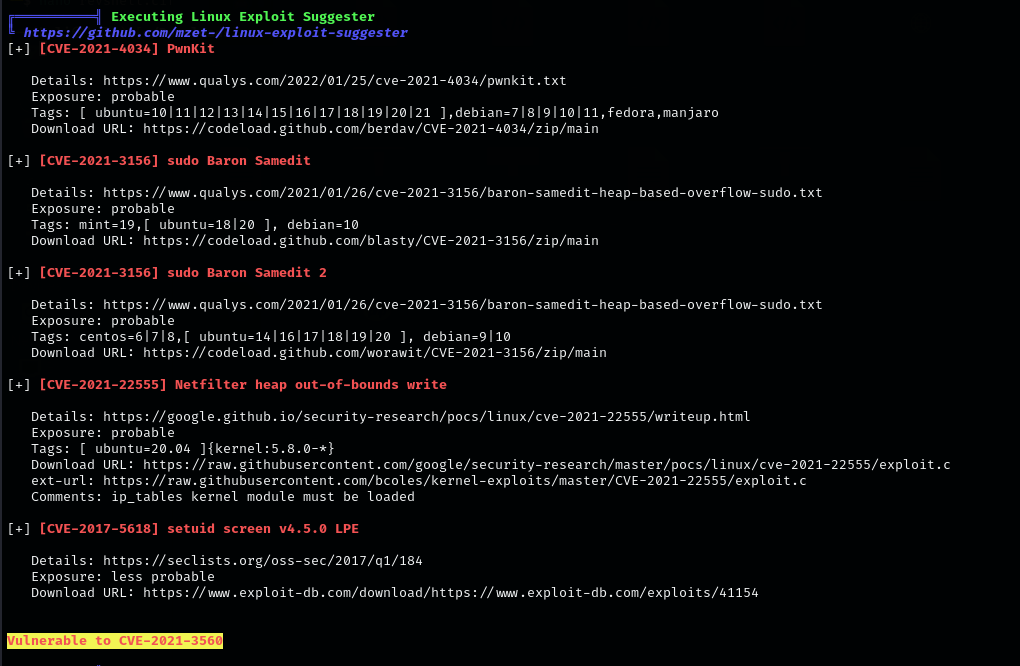 ╔══════════╣ Executing Linux Exploit Suggester
╚ https://github.com/mzet-/linux-exploit-suggester
[+] [CVE-2021-4034] PwnKit
Details: https://www.qualys.com/2022/01/25/cve-2021-4034/pwnkit.txt
Exposure: probable
Tags: [ ubuntu=10|11|12|13|14|15|16|17|18|19|20|21 ],debian=7|8|9|10|11,fedora,manjaro
Download URL: https://codeload.github.com/berdav/CVE-2021-4034/zip/main
[+] [CVE-2021-3156] sudo Baron Samedit
Details: https://www.qualys.com/2021/01/26/cve-2021-3156/baron-samedit-heap-based-overflow-sudo.txt
Exposure: probable
Tags: mint=19,[ ubuntu=18|20 ], debian=10
Download URL: https://codeload.github.com/blasty/CVE-2021-3156/zip/main
[+] [CVE-2021-3156] sudo Baron Samedit 2
Details: https://www.qualys.com/2021/01/26/cve-2021-3156/baron-samedit-heap-based-overflow-sudo.txt
Exposure: probable
Tags: centos=6|7|8,[ ubuntu=14|16|17|18|19|20 ], debian=9|10
Download URL: https://codeload.github.com/worawit/CVE-2021-3156/zip/main
[+] [CVE-2021-22555] Netfilter heap out-of-bounds write
Details: https://google.github.io/security-research/pocs/linux/cve-2021-22555/writeup.html
Exposure: probable
Tags: [ ubuntu=20.04 ]{kernel:5.8.0-*}
Download URL: https://raw.githubusercontent.com/google/security-research/master/pocs/linux/cve-2021-22555/exploit.c
ext-url: https://raw.githubusercontent.com/bcoles/kernel-exploits/master/CVE-2021-22555/exploit.c
Comments: ip_tables kernel module must be loaded
[+] [CVE-2017-5618] setuid screen v4.5.0 LPE
Details: https://seclists.org/oss-sec/2017/q1/184
Exposure: less probable
Download URL: https://www.exploit-db.com/download/https://www.exploit-db.com/exploits/41154
Vulnerable to CVE-2021-3560